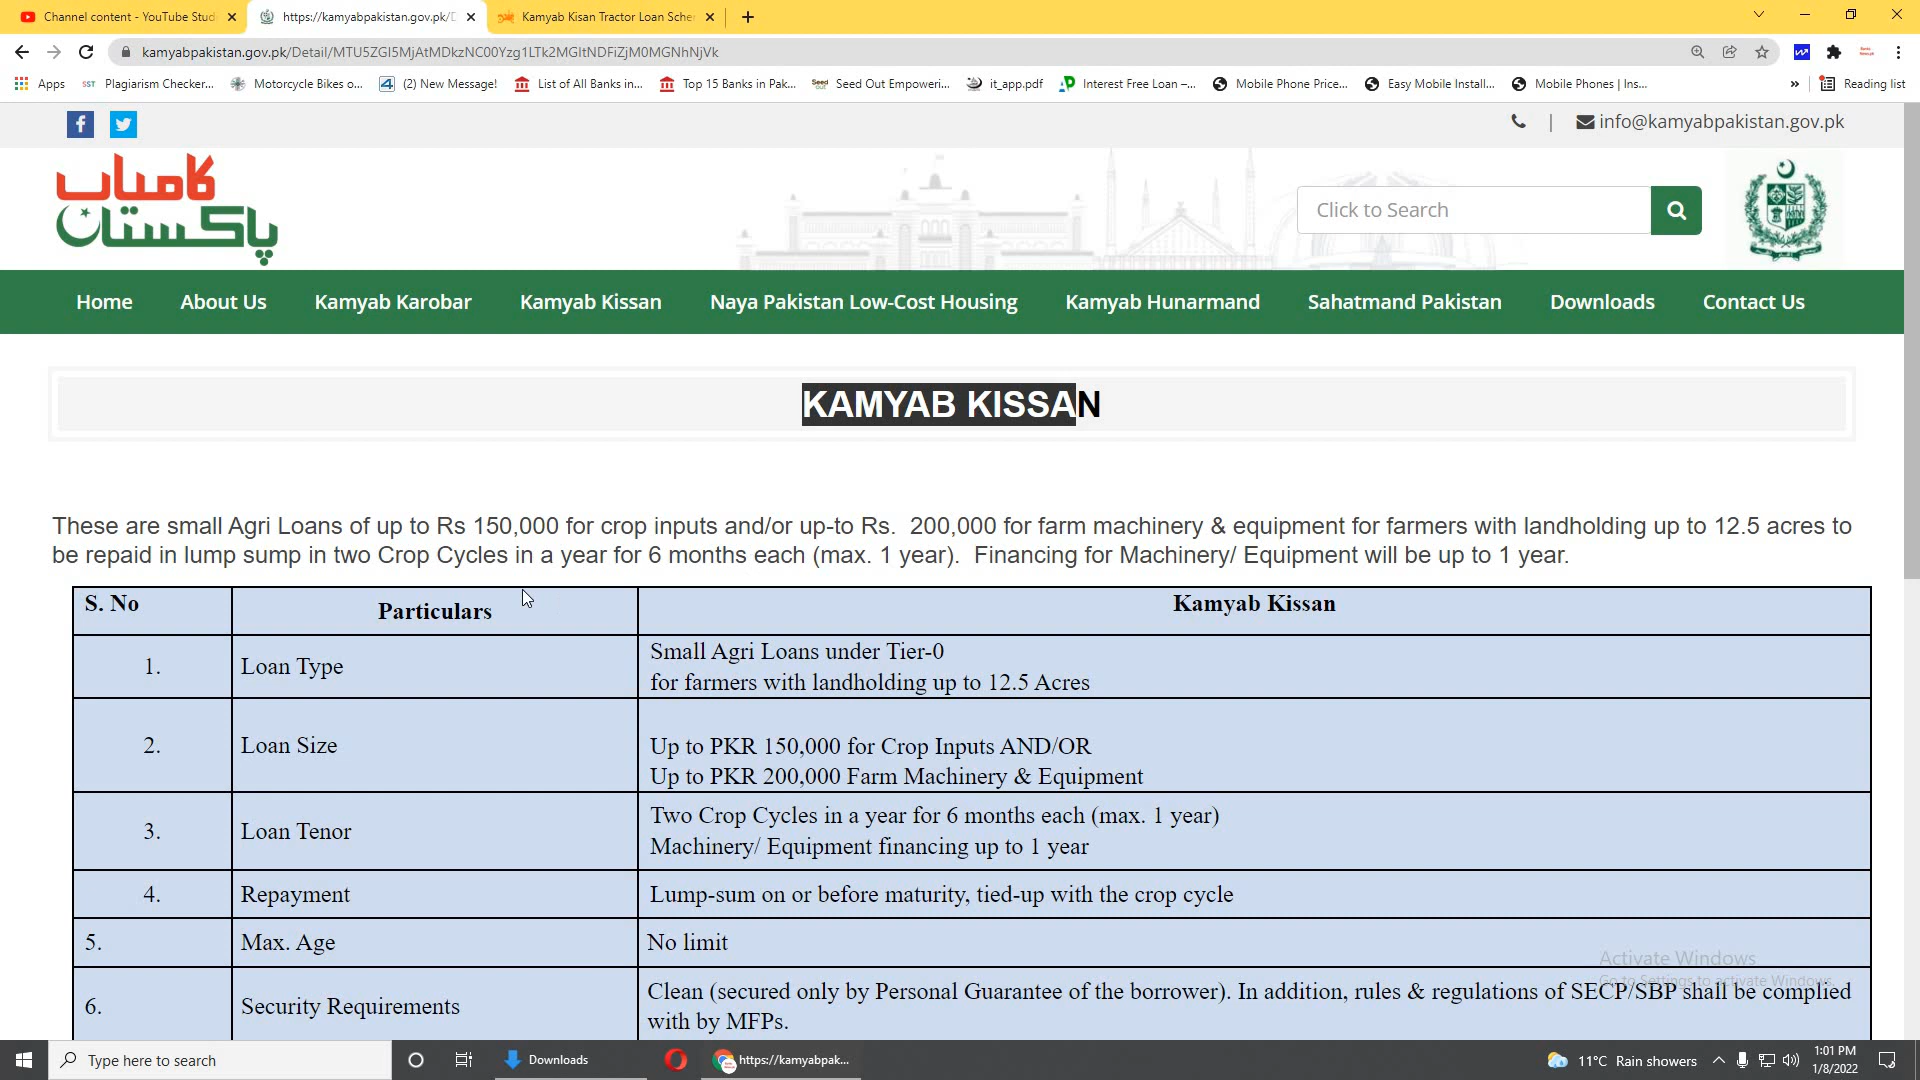 Channel content - YouTube Stud
https://kamyabpakistan.gov.pk/D
Kamyab Kisan Tractor Loan Sche
kamyabpakistan.gov.pk/Detail/MTU5ZGI5MjAtMDkzNC00Yzg1LTk2MGItNDFiZjM0MGNhNjVk
Apps
SST Plagiarism Checker...
Motorcycle Bikes o...
(2) New Message!
List of All Banks in...
Top 15 Banks in Pak...
Seed Out Empoweri...
it_app.pdf
Interest Free Loan –...
Mobile Phone Price...
Easy Mobile Install...
Mobile Phones | Ins...
»
Reading list
| info@kamyabpakistan.gov.pk
کامیاب
پاکستان
Click to Search
Home About Us Kamyab Karobar Kamyab Kissan Naya Pakistan Low-Cost Housing Kamyab Hunarmand Sahatmand Pakistan Downloads Contact Us
KAMYAB KISSAN
These are small Agri Loans of up to Rs 150,000 for crop inputs and/or up-to Rs. 200,000 for farm machinery & equipment for farmers with landholding up to 12.5 acres to
be repaid in lump sump in two Crop Cycles in a year for 6 months each (max. 1 year). Financing for Machinery/ Equipment will be up to 1 year.
S. No Particulars Kamyab Kissan
1. Loan Type Small Agri Loans under Tier-0
for farmers with landholding up to 12.5 Acres
2. Loan Size Up to PKR 150,000 for Crop Inputs AND/OR
Up to PKR 200,000 Farm Machinery & Equipment
3. Loan Tenor Two Crop Cycles in a year for 6 months each (max. 1 year)
Machinery/ Equipment financing up to 1 year
4. Repayment Lump-sum on or before maturity, tied-up with the crop cycle
5. Max. Age No limit
6. Security Requirements Clean (secured only by Personal Guarantee of the borrower). In addition, rules & regulations of SECP/SBP shall be complied
with by MFPs.
Activate Windows
Go to Settings to activate Windows.
Type here to search
Downloads
https://kamyabpak...
11°C Rain showers
1:01 PM
1/8/2022